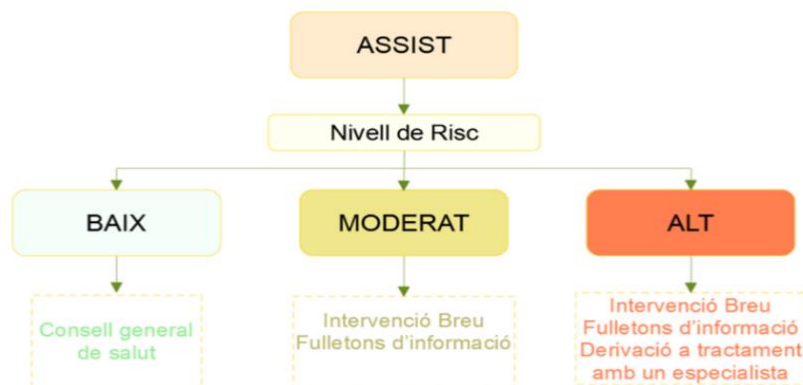 ASSIST
Nivell de Risc
BAIX
MODERAT
ALT
Consell general
de salut
Intervenció Breu
Fulletons d'informació
Intervenció Breu
Fulletons d'informació
Derivació a tractament
amb un especialista